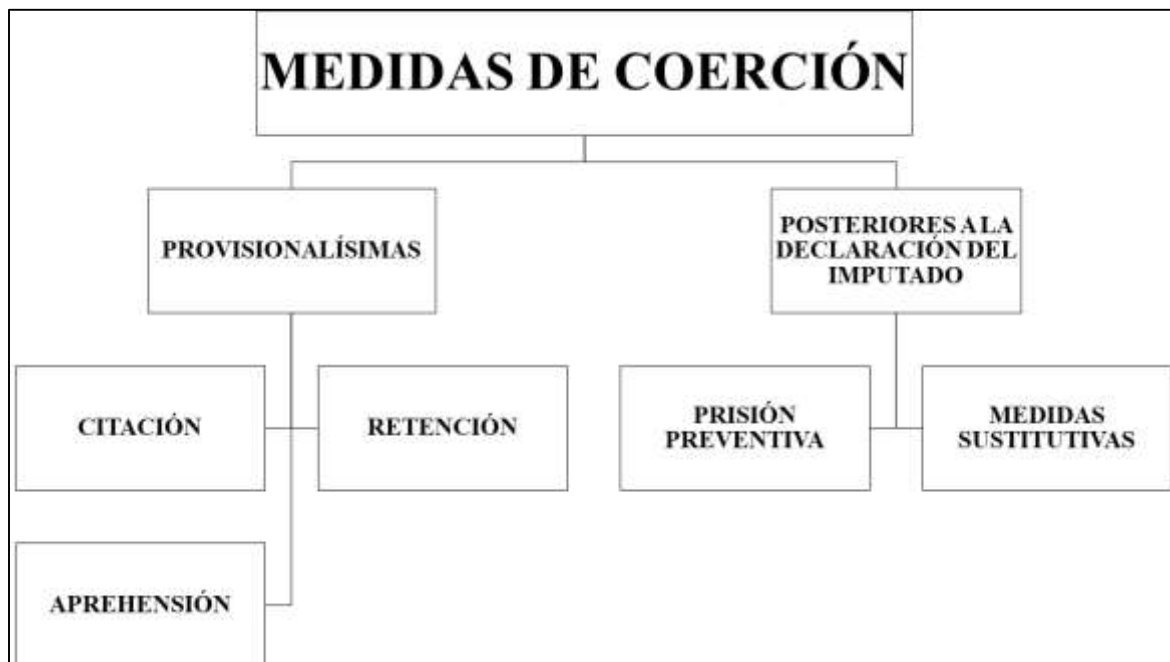 MEDIDAS DE COERCIÓN
PROVISIONALÍSIMAS
POSTERIORES A LA
DECLARACIÓN DEL
IMPUTADO
CITACIÓN
RETENCIÓN
PRISIÓN
PREVENTIVA
MEDIDAS
SUSTITUTIVAS
APREHENSIÓN